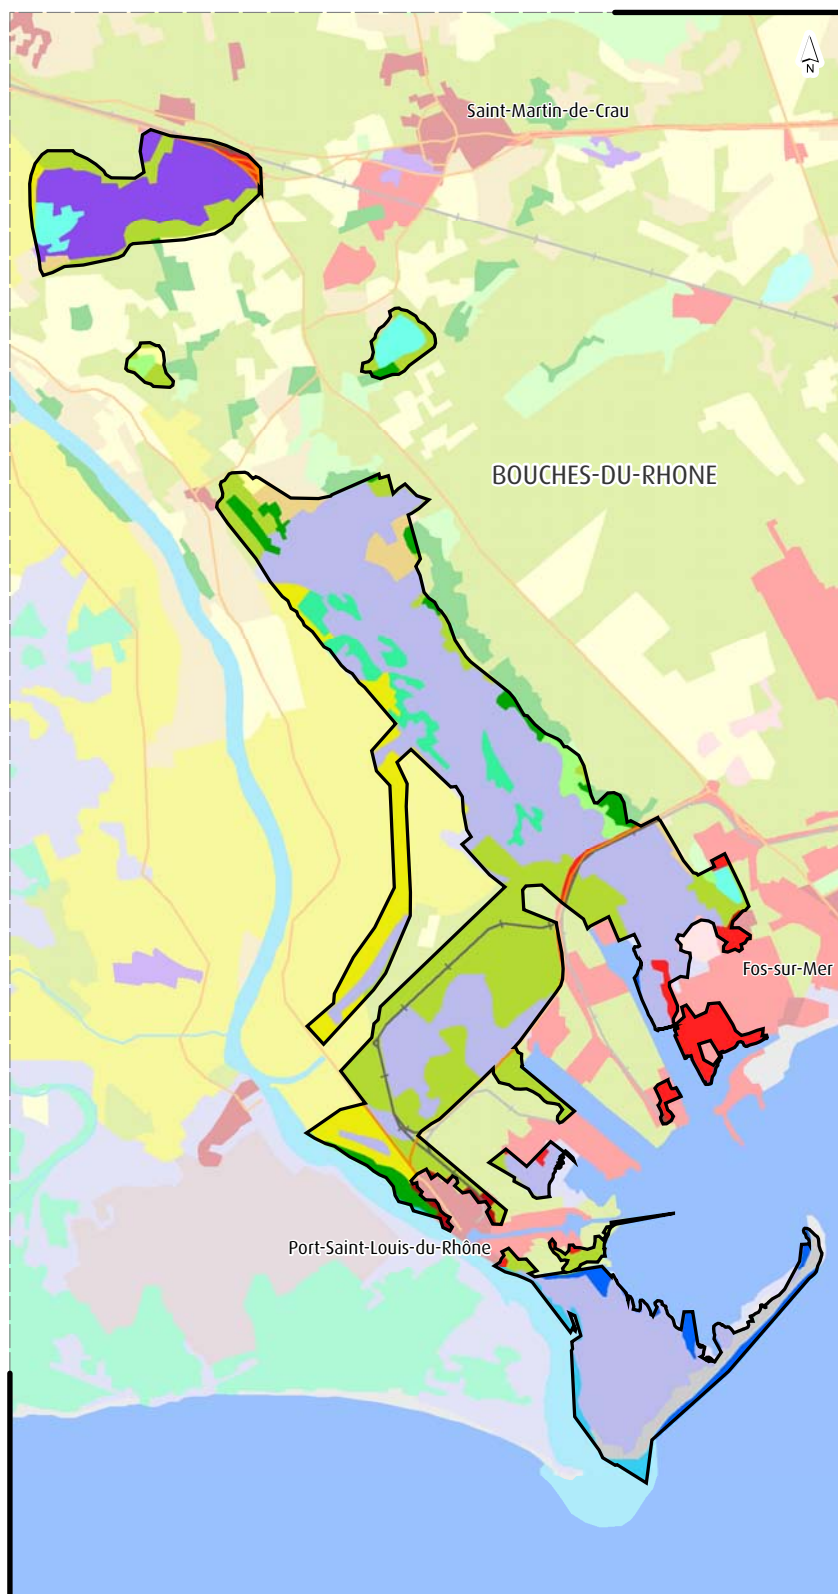 N
Saint-Martin-de-Crau
BOUCHES-DU-RHONE
Fos-sur-Mer
Port-Saint-Louis-du-Rhône